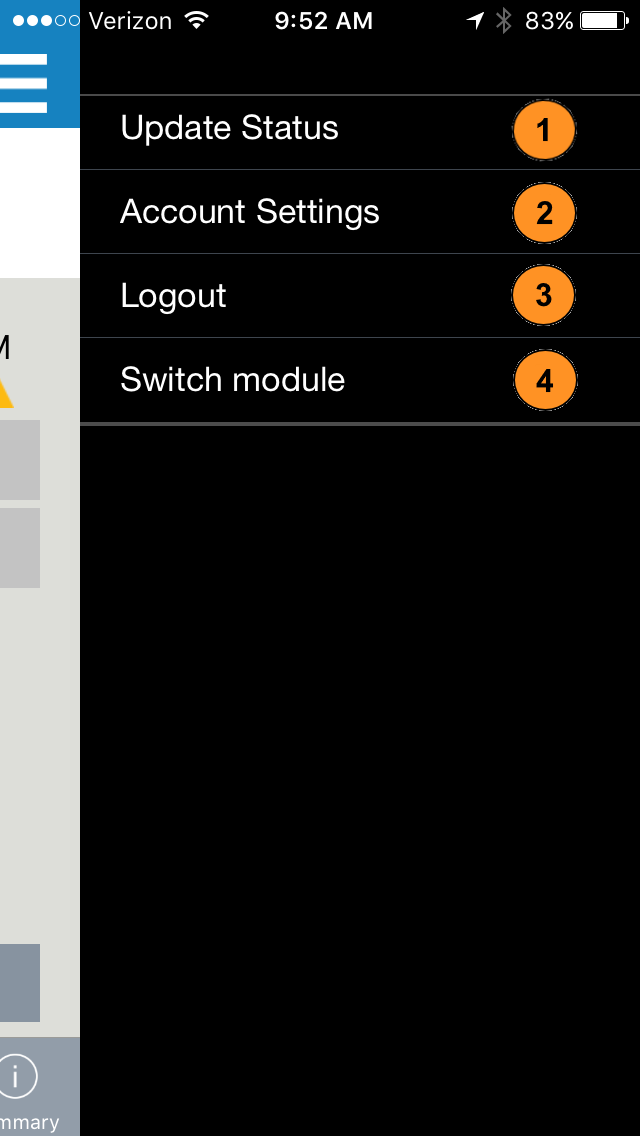 Verizon 9:52 AM 83%
Update Status 1
Account Settings 2
Logout 3
M
Switch module 4
i
mmary